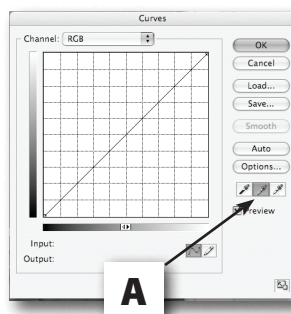 Curves
Channel: RGB
OK
Cancel
Load...
Save...
Smooth
Auto
Options...
Preview
Input:
Output:
A